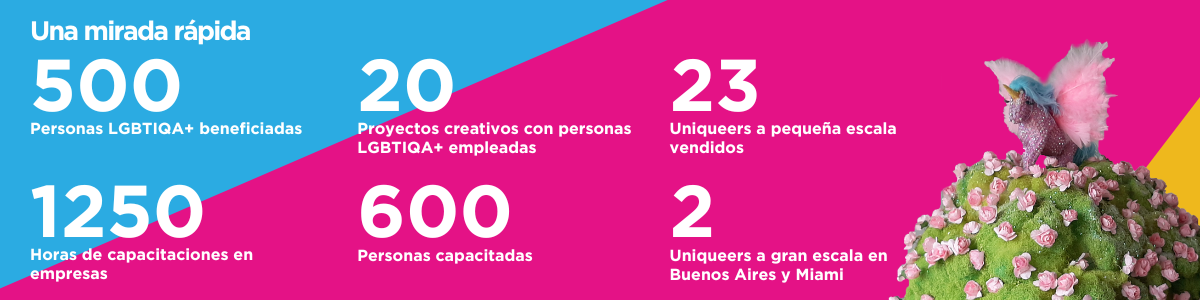 Una mirada rápida
500
Personas LGBTIQA+ beneficiadas
20
Proyectos creativos con personas
LGBTIQA+ empleadas
23
Uniqueers a pequeña escala
vendidos
1250
Horas de capacitaciones en
empresas
600
Personas capacitadas
2
Uniqueers a gran escala en
Buenos Aires y Miami